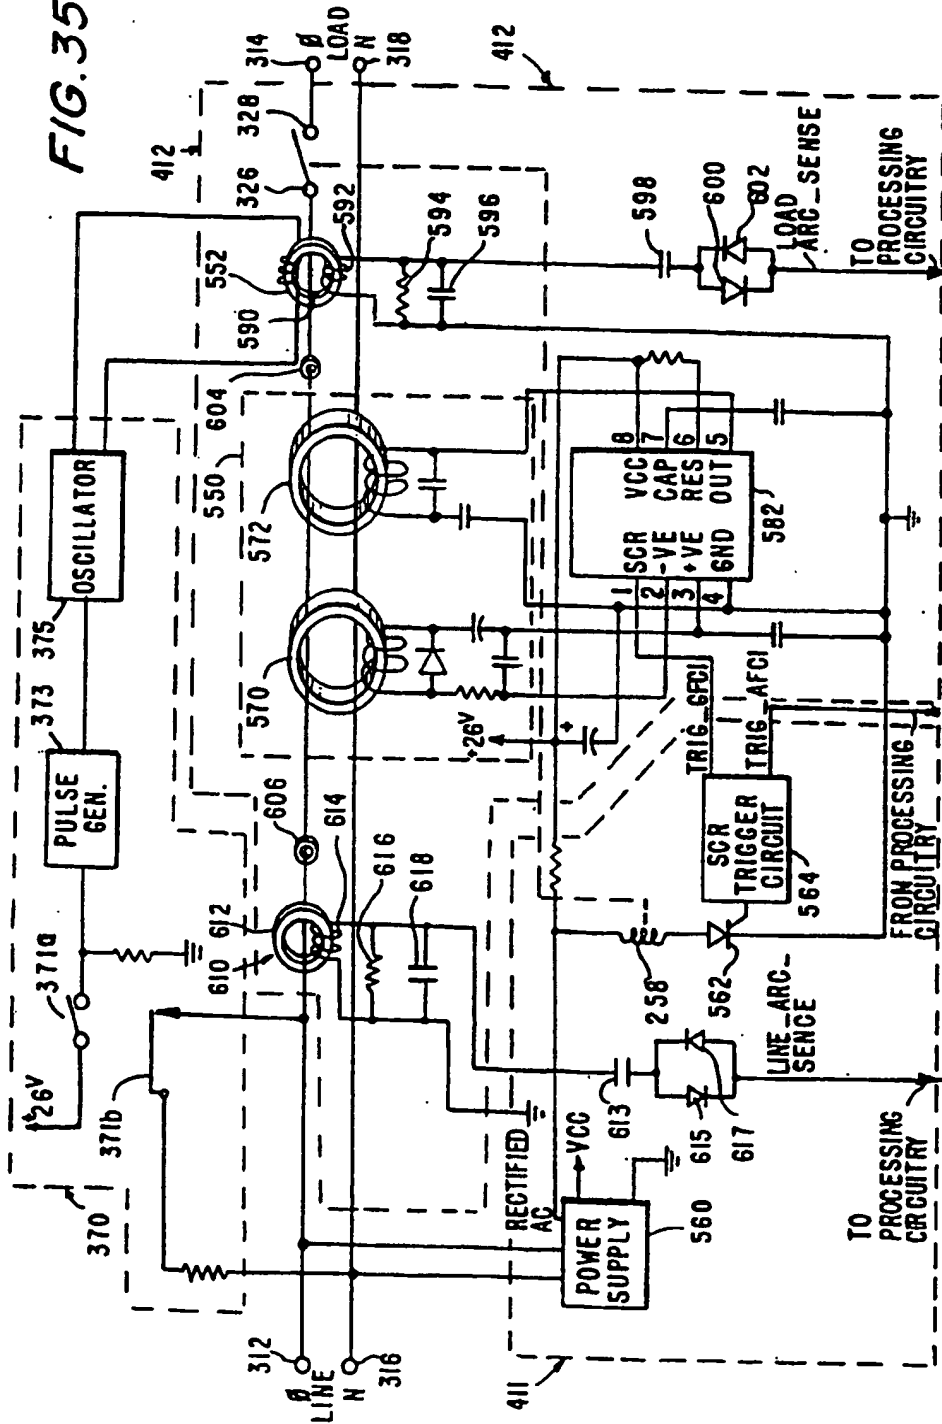 FIG. 35
370
371b
+26V
371a
PULSE
GEN.
373
OSCILLATOR
375
412
312
Ø
LINE
N
316
610
612
606
614
616
618
570
572
550
604
590
552
592
594
596
326
328
314
Ø
LOAD
N
318
412
411
RECTIFIED
AC
VCC
POWER
SUPPLY
560
613
615
617
LINE_ARC_
SENCE
TO
PROCESSING
CIRCUITRY
258
562
SCR
TRIGGER
CIRCUIT
564
TRIG_GFCI
TRIG_AFCI
FROM PROCESSING
CIRCUITRY
+26V
+
1 SCR VCC 8
2 -VE CAP 7
3 +VE RES 6
4 GND OUT 5
582
598
600
602
LOAD
ARC_SENSE
TO
PROCESSING
CIRCUITRY